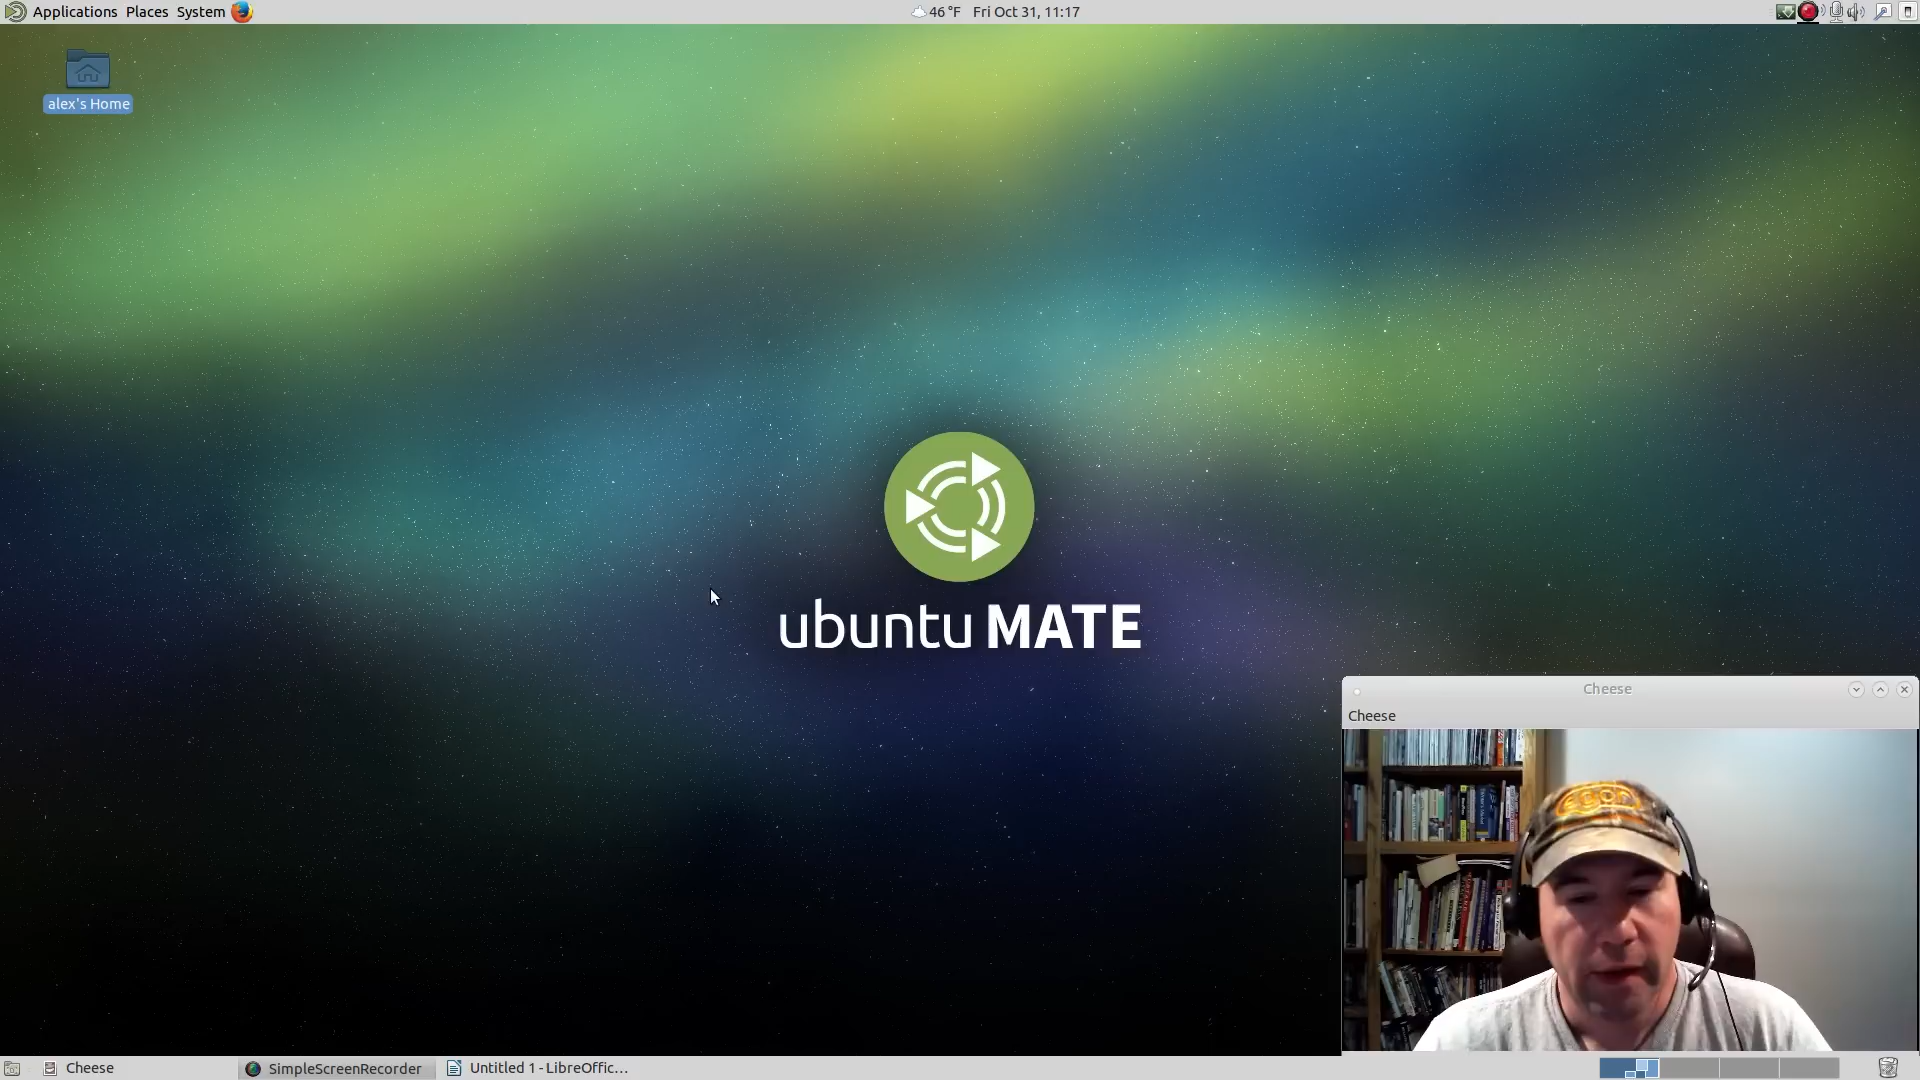 Applications Places System
46 °F Fri Oct 31, 11:17
alex's Home
ubuntu MATE
Cheese
Cheese
Cheese
SimpleScreenRecorder
Untitled 1 - LibreOffic...